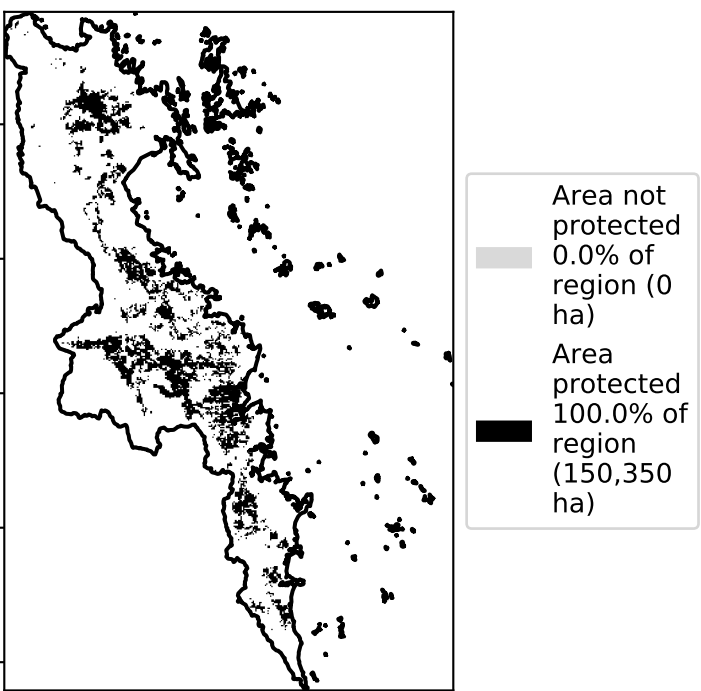 Area not
protected
0.0% of
region (0
ha)
Area
protected
100.0% of
region
(150,350
ha)